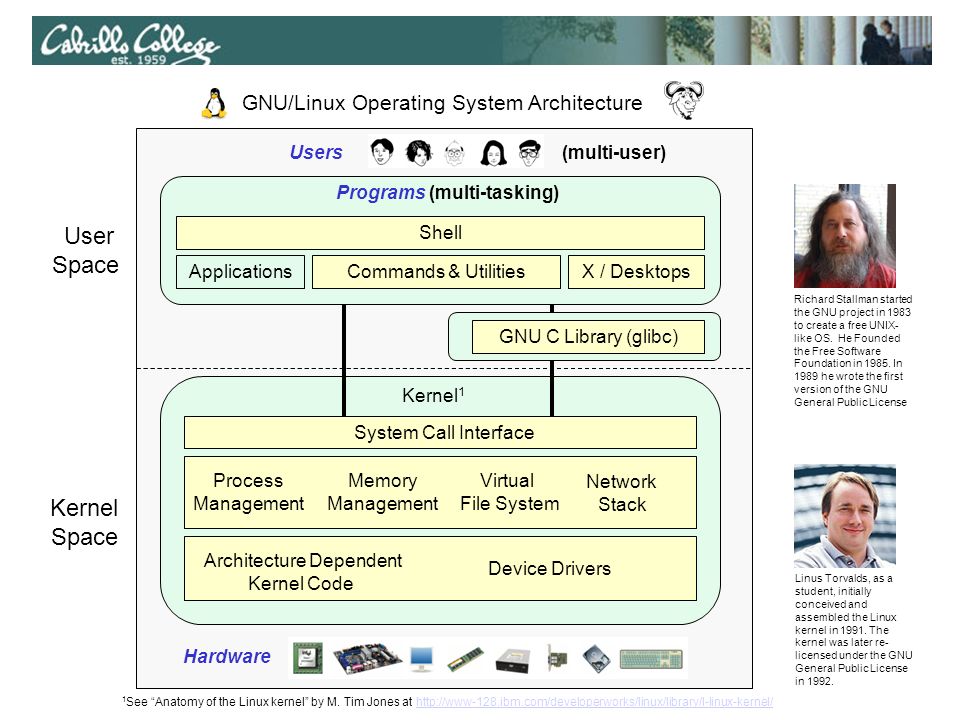 Cabrillo College
est. 1959
GNU/Linux Operating System Architecture
Users (multi-user)
Programs (multi-tasking)
Shell
Applications
Commands & Utilities
X / Desktops
User
Space
GNU C Library (glibc)
Kernel1
System Call Interface
Process
Management
Memory
Management
Virtual
File System
Network
Stack
Kernel
Space
Architecture Dependent
Kernel Code
Device Drivers
Hardware
Richard Stallman started
the GNU project in 1983
to create a free UNIX-
like OS. He Founded
the Free Software
Foundation in 1985. In
1989 he wrote the first
version of the GNU
General Public License
Linus Torvalds, as a
student, initially
conceived and
assembled the Linux
kernel in 1991. The
kernel was later re-
licensed under the GNU
General Public License
in 1992.
1See “Anatomy of the Linux kernel” by M. Tim Jones at http://www-128.ibm.com/developerworks/linux/library/l-linux-kernel/